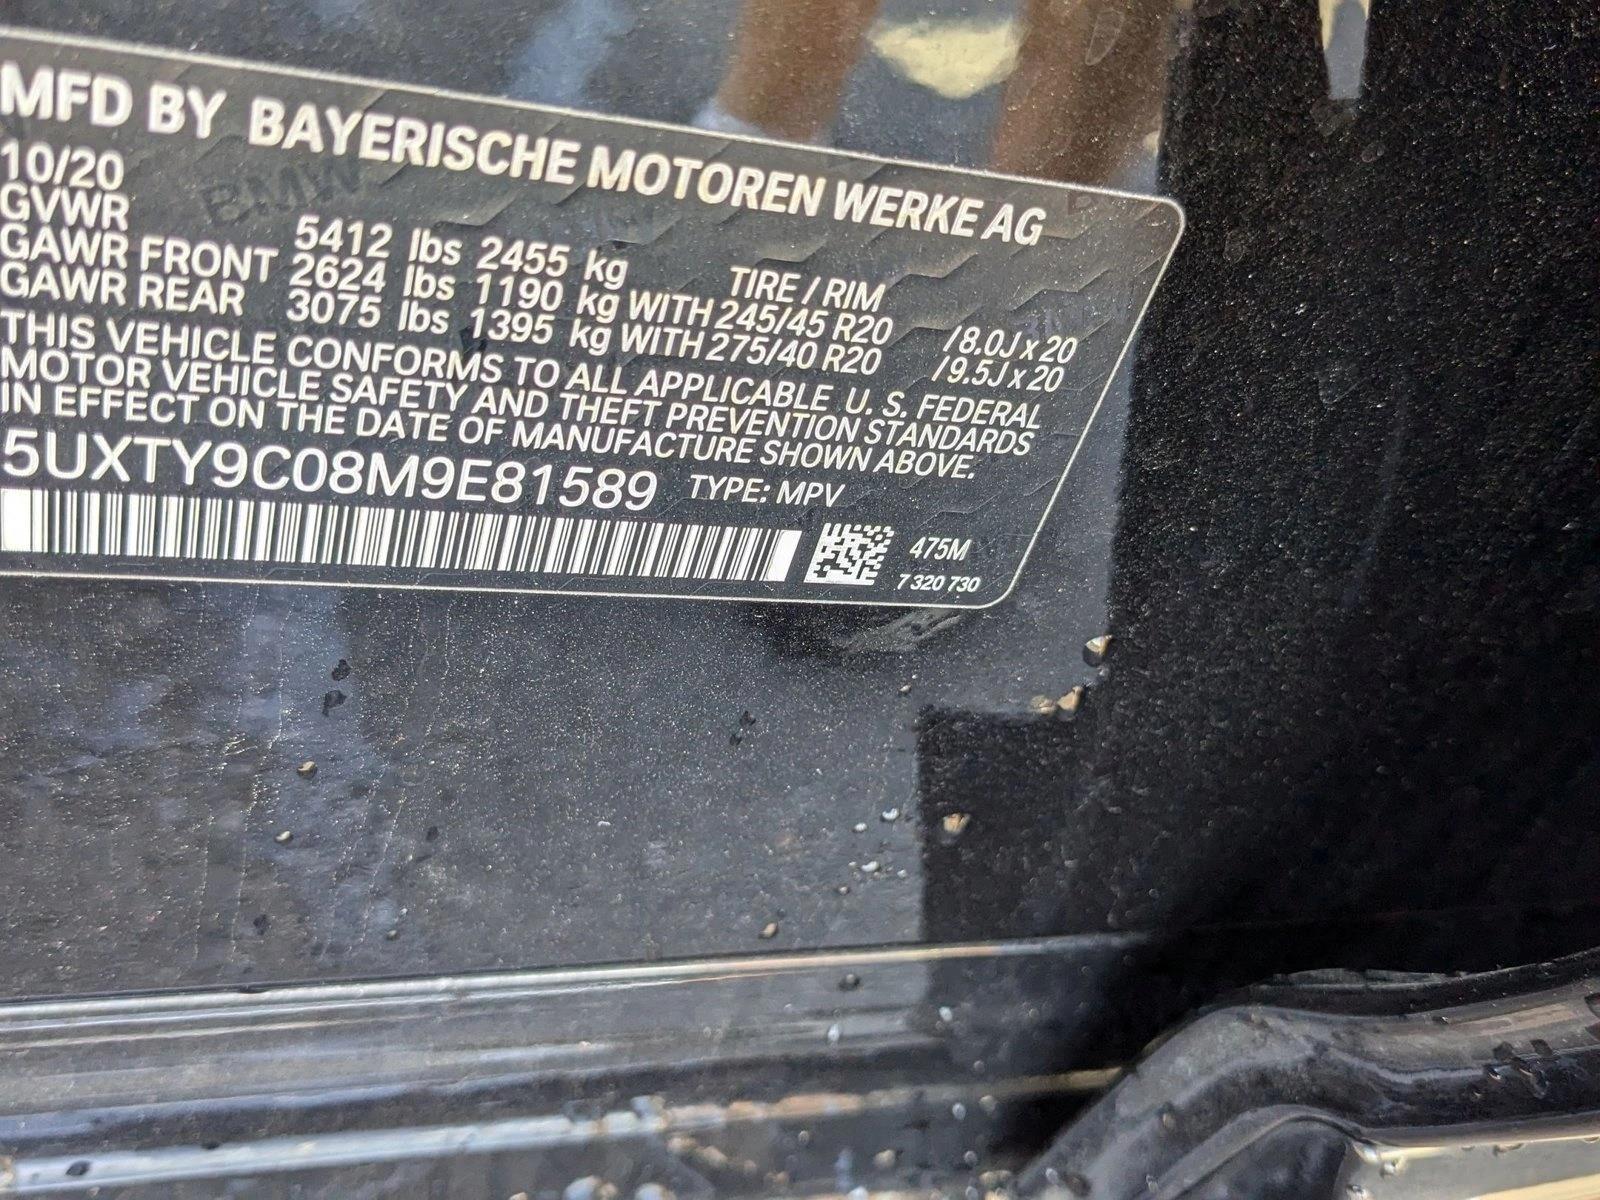 MFD BY BAYERISCHE MOTOREN WERKE AG
10/20
GVWR 5412 lbs 2455 kg TIRE / RIM
GAWR FRONT 2624 lbs 1190 kg WITH 245/45 R20 /8.0J x 20
GAWR REAR 3075 lbs 1395 kg WITH 275/40 R20 /9.5J x 20
THIS VEHICLE CONFORMS TO ALL APPLICABLE U. S. FEDERAL
MOTOR VEHICLE SAFETY AND THEFT PREVENTION STANDARDS
IN EFFECT ON THE DATE OF MANUFACTURE SHOWN ABOVE.
5UXTY9C08M9E81589 TYPE: MPV
475M
7 320 730
BMW